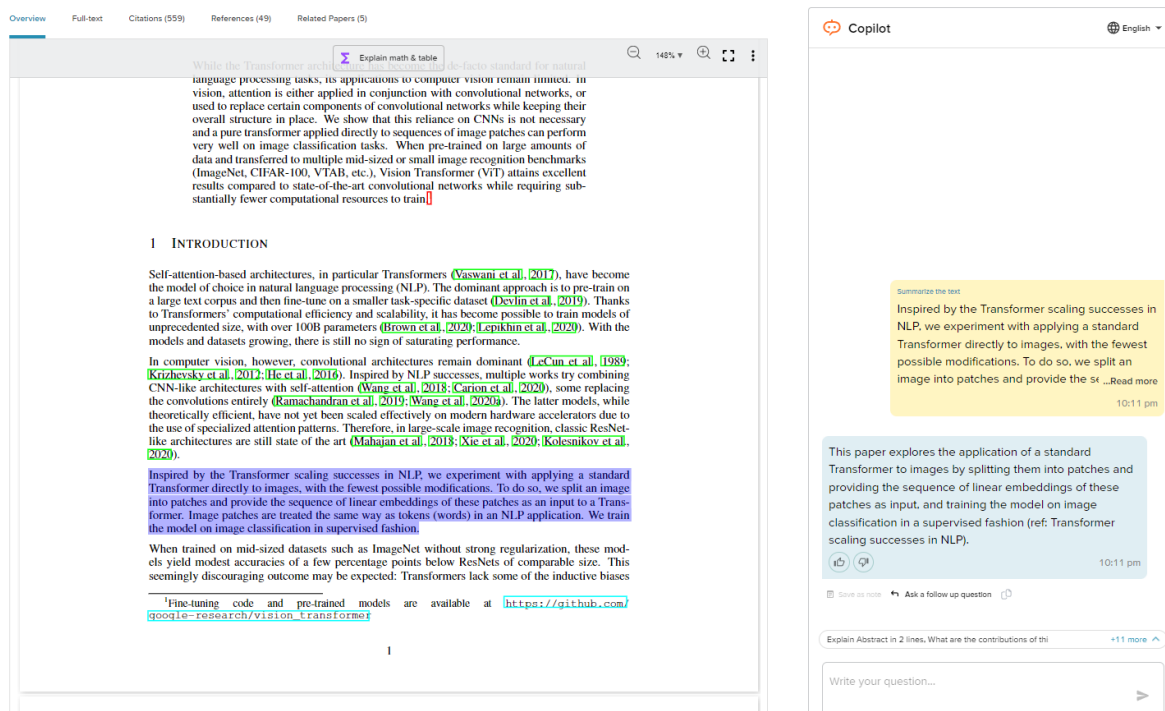 Overview Full-text Citations (559) References (49) Related Papers (5)
Explain math & table
148%
While the Transformer architecture has become the de-facto standard for natural
language processing tasks, its applications to computer vision remain limited. In
vision, attention is either applied in conjunction with convolutional networks, or
used to replace certain components of convolutional networks while keeping their
overall structure in place. We show that this reliance on CNNs is not necessary
and a pure transformer applied directly to sequences of image patches can perform
very well on image classification tasks. When pre-trained on large amounts of
data and transferred to multiple mid-sized or small image recognition benchmarks
(ImageNet, CIFAR-100, VTAB, etc.), Vision Transformer (ViT) attains excellent
results compared to state-of-the-art convolutional networks while requiring sub-
stantially fewer computational resources to train.
1 INTRODUCTION
Self-attention-based architectures, in particular Transformers (Vaswani et al., 2017), have become
the model of choice in natural language processing (NLP). The dominant approach is to pre-train on
a large text corpus and then fine-tune on a smaller task-specific dataset (Devlin et al., 2019). Thanks
to Transformers' computational efficiency and scalability, it has become possible to train models of
unprecedented size, with over 100B parameters (Brown et al., 2020; Lepikhin et al., 2020). With the
models and datasets growing, there is still no sign of saturating performance.
In computer vision, however, convolutional architectures remain dominant (LeCun et al., 1989;
Krizhevsky et al., 2012; He et al., 2016). Inspired by NLP successes, multiple works try combining
CNN-like architectures with self-attention (Wang et al., 2018; Carion et al., 2020), some replacing
the convolutions entirely (Ramachandran et al., 2019; Wang et al., 2020a). The latter models, while
theoretically efficient, have not yet been scaled effectively on modern hardware accelerators due to
the use of specialized attention patterns. Therefore, in large-scale image recognition, classic ResNet-
like architectures are still state of the art (Mahajan et al., 2018; Xie et al., 2020; Kolesnikov et al.,
2020).
Inspired by the Transformer scaling successes in NLP, we experiment with applying a standard
Transformer directly to images, with the fewest possible modifications. To do so, we split an image
into patches and provide the sequence of linear embeddings of these patches as an input to a Trans-
former. Image patches are treated the same way as tokens (words) in an NLP application. We train
the model on image classification in supervised fashion.
When trained on mid-sized datasets such as ImageNet without strong regularization, these mod-
els yield modest accuracies of a few percentage points below ResNets of comparable size. This
seemingly discouraging outcome may be expected: Transformers lack some of the inductive biases
1Fine-tuning code and pre-trained models are available at https://github.com/
google-research/vision_transformer
1
Copilot
English
Summarize the text
Inspired by the Transformer scaling successes in
NLP, we experiment with applying a standard
Transformer directly to images, with the fewest
possible modifications. To do so, we split an
image into patches and provide the se ...Read more
10:11 pm
This paper explores the application of a standard
Transformer to images by splitting them into patches and
providing the sequence of linear embeddings of these
patches as input, and training the model on image
classification in a supervised fashion (ref: Transformer
scaling successes in NLP).
10:11 pm
Save as note Ask a follow up question
Explain Abstract in 2 lines, What are the contributions of thi +11 more
Write your question...